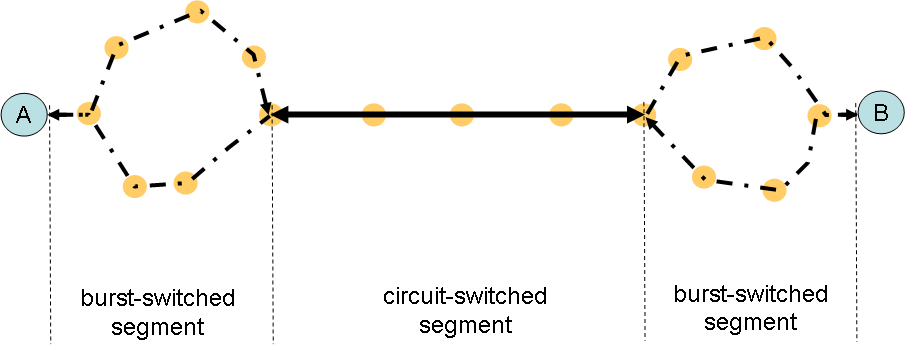 A
B
burst-switched
segment
circuit-switched
segment
burst-switched
segment